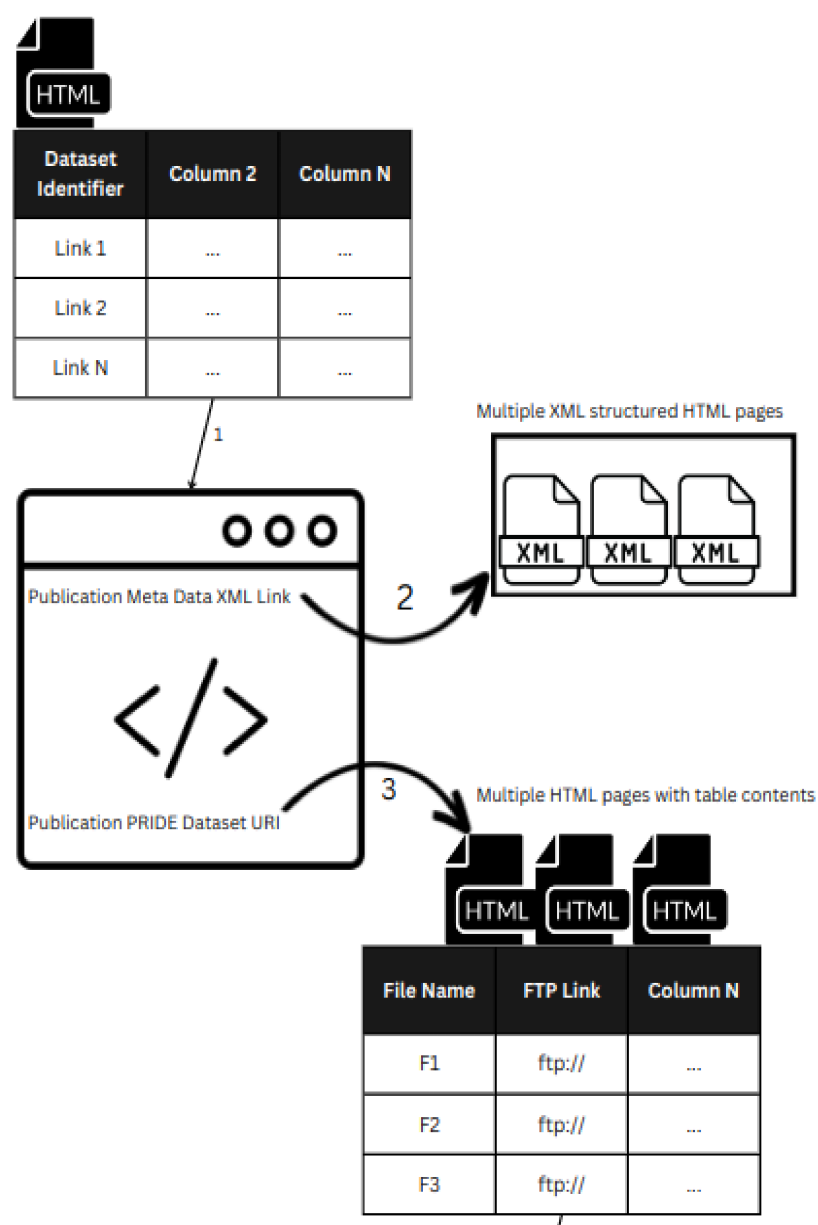 HTML
Dataset Identifier Column 2 Column N
Link 1 ... ...
Link 2 ... ...
Link N ... ...
1
Multiple XML structured HTML pages
XML XML XML
Publication Meta Data XML Link
2
</>
3
Publication PRIDE Dataset URI
Multiple HTML pages with table contents
HTML HTML HTML
File Name FTP Link Column N
F1 ftp:// ...
F2 ftp:// ...
F3 ftp:// ...